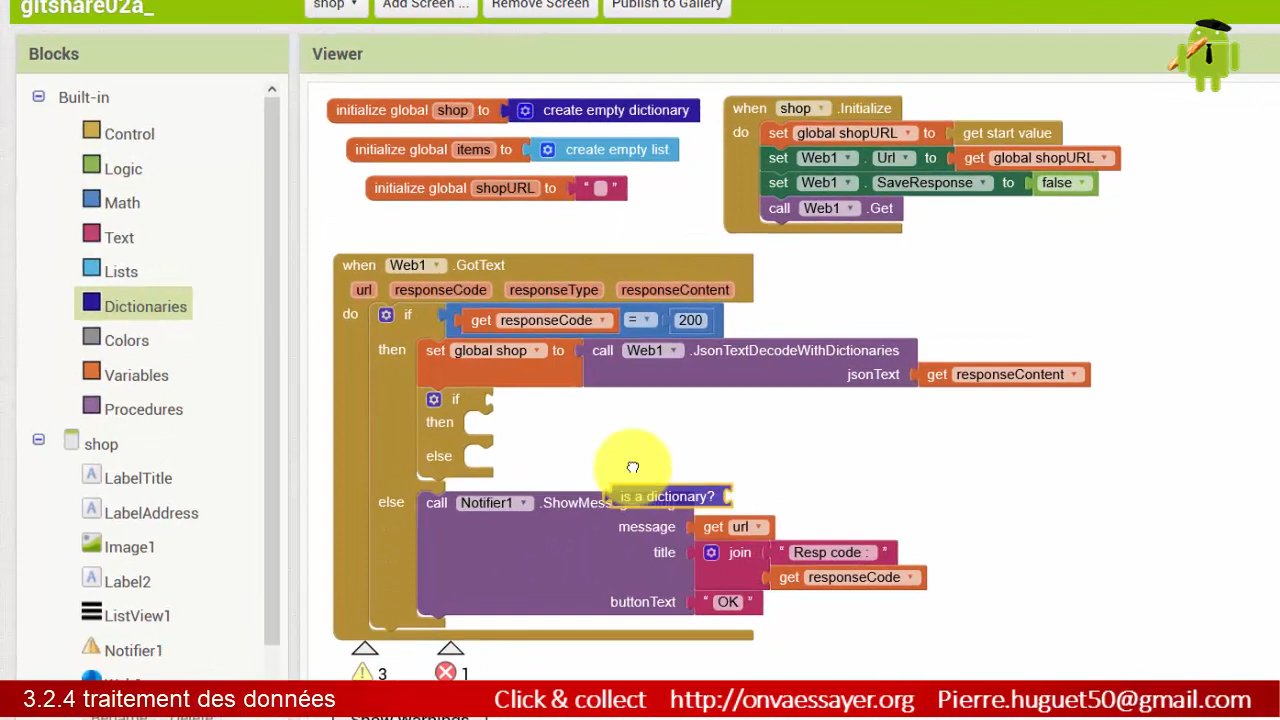 gitshare02a_
shop
Add Screen ...
Remove Screen
Publish to Gallery
Blocks
Viewer
Built-in
Control
Logic
Math
Text
Lists
Dictionaries
Colors
Variables
Procedures
shop
LabelTitle
LabelAddress
Image1
Label2
ListView1
Notifier1
initialize global shop to create empty dictionary
initialize global items to create empty list
initialize global shopURL to “ ”
when shop .Initialize
do set global shopURL to get start value
set Web1 . Url to get global shopURL
set Web1 . SaveResponse to false
call Web1 .Get
when Web1 .GotText
url responseCode responseType responseContent
do if get responseCode = 200
then set global shop to call Web1 .JsonTextDecodeWithDictionaries
jsonText get responseContent
if
then
else
is a dictionary?
else call Notifier1
message get url
title join “ Resp code : ”
get responseCode
buttonText “ OK ”
3 1
Show Warnings
3.2.4 traitement des données
Click & collect http://onvaessayer.org Pierre.huguet50@gmail.com